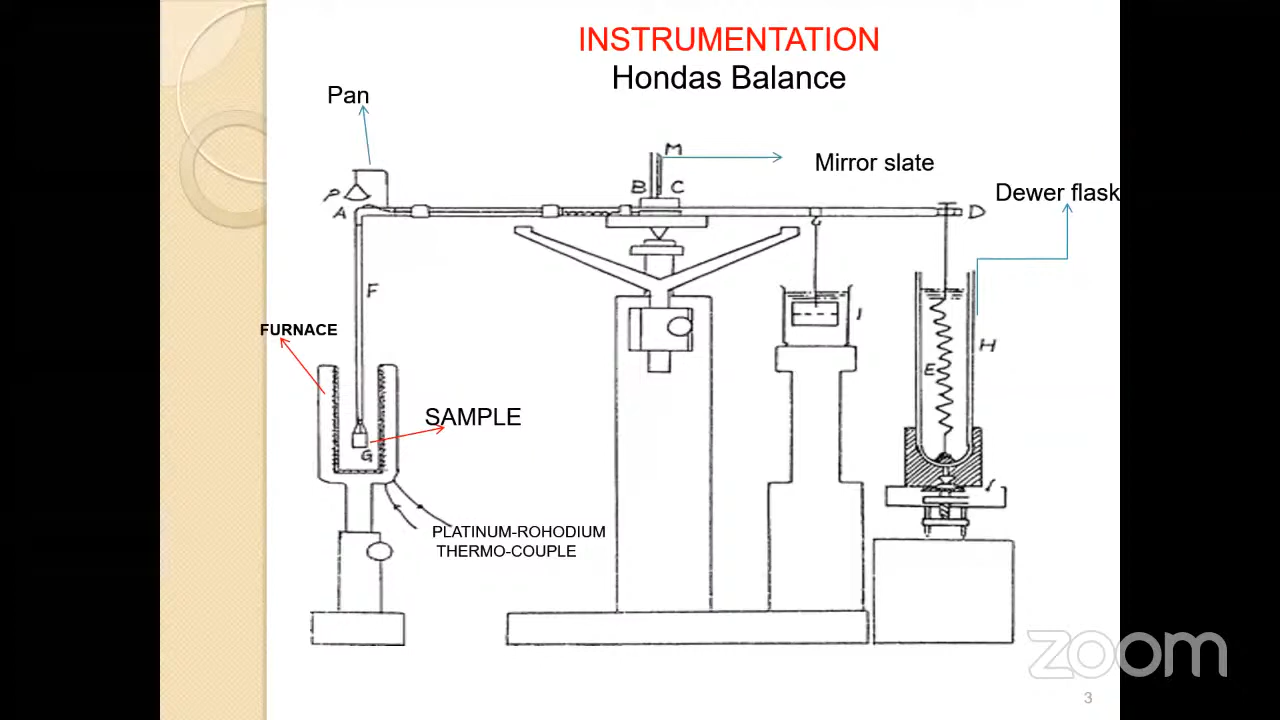 INSTRUMENTATION
Hondas Balance
Pan
M
Mirror slate
B C
Dewer flask
P
A
D
F
FURNACE
I
H
E
SAMPLE
G
PLATINUM-ROHODIUM
THERMO-COUPLE
zoom
3